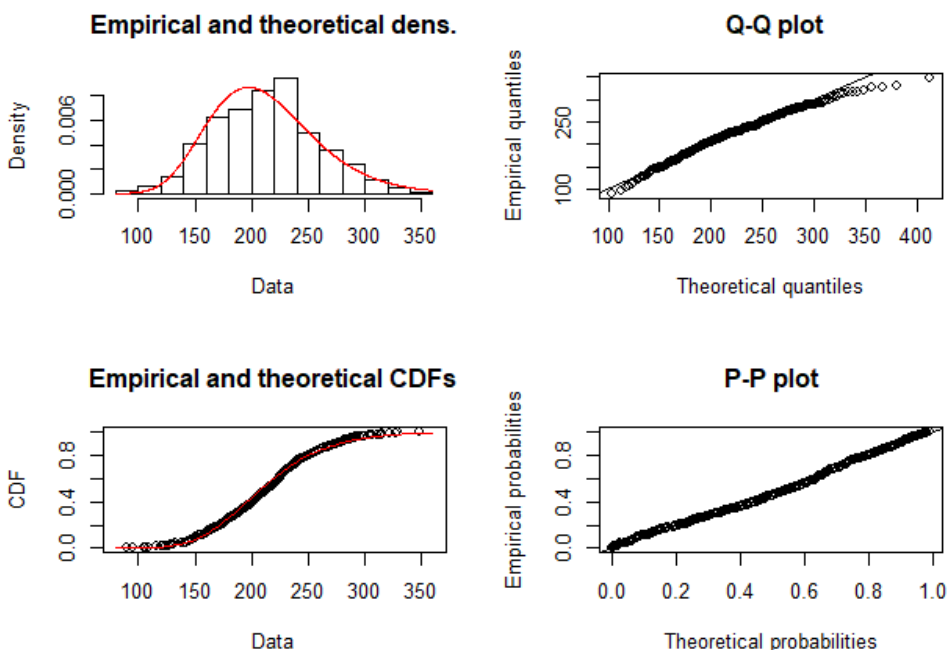 Empirical and theoretical dens.
Density
0.000 0.006
100 150 200 250 300 350
Data
Q-Q plot
Empirical quantiles
100 250
100 150 200 250 300 350 400
Theoretical quantiles
Empirical and theoretical CDFs
CDF
0.0 0.4 0.8
100 150 200 250 300 350
Data
P-P plot
Empirical probabilities
0.0 0.4 0.8
0.0 0.2 0.4 0.6 0.8 1.0
Theoretical probabilities